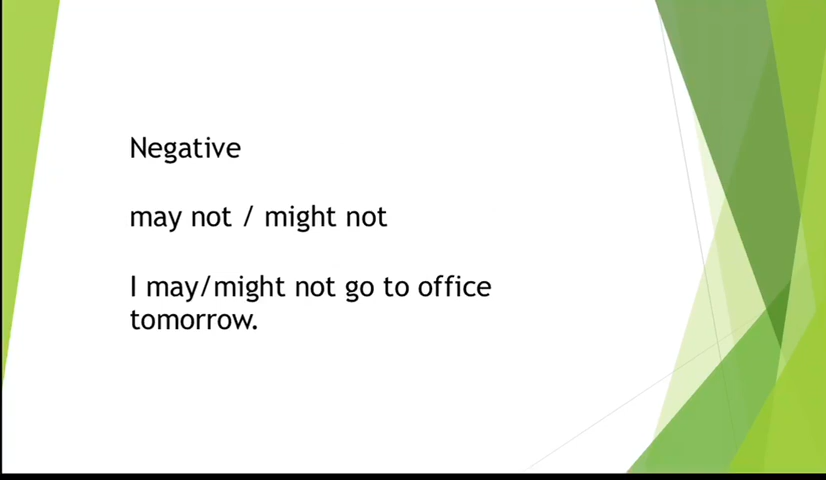 Negative
may not / might not
I may/might not go to office
tomorrow.